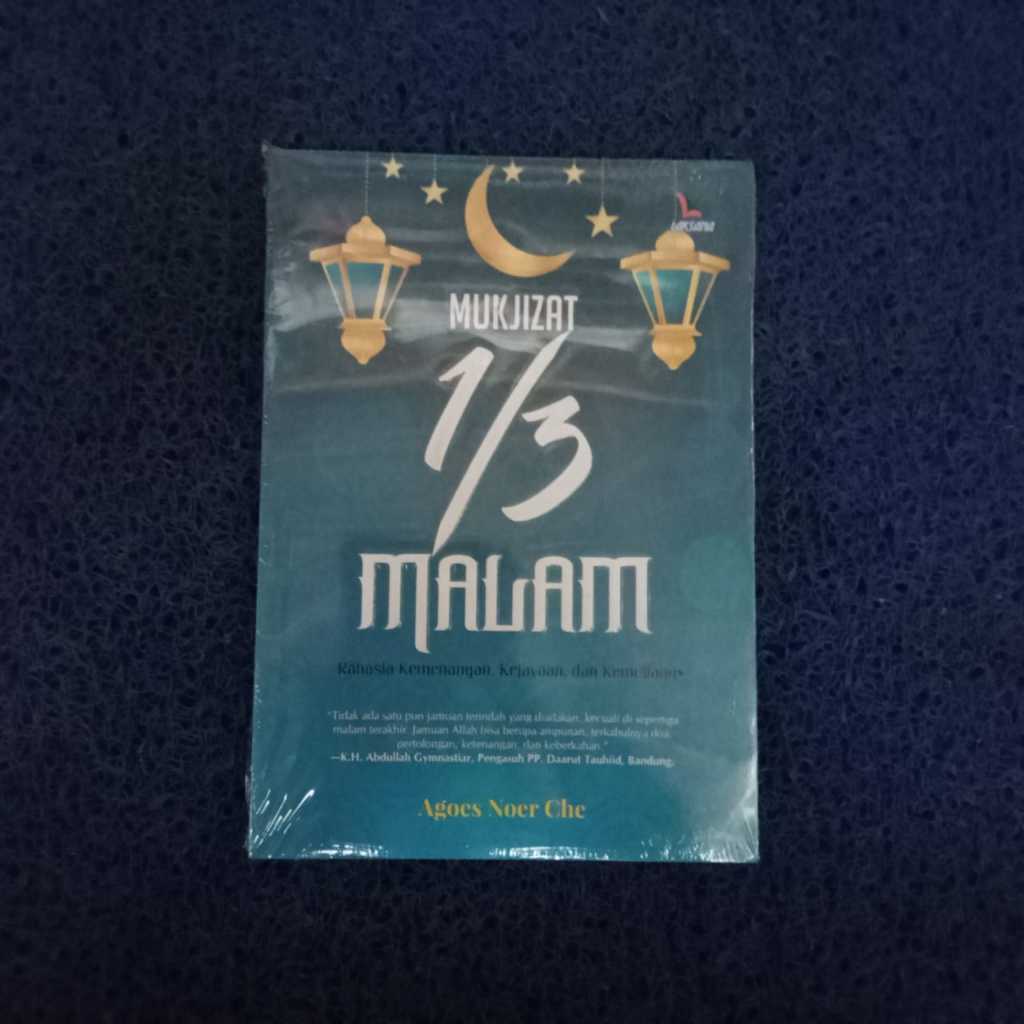 Laksana
MUKJIZAT
1/3
MALAM
Rahasia Kemenangan, Kejayaan, dan
"Tidak ada satu pun jamuan terindah yang diadakan, kecuali di sepertiga
malam terakhir. Jamuan Allah bisa berupa ampunan, terkabulnya doa,
pertolongan, ketenangan, dan keberkahan."
—K.H. Abdullah Gymnastiar, Pengasuh PP. Daarut Tauhiid, Bandung.
Agoes Noer Che